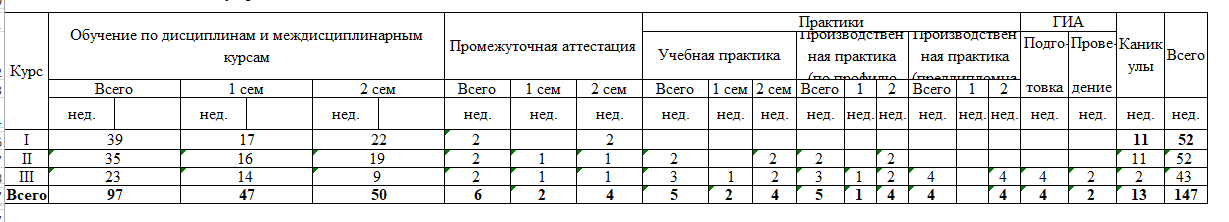 Практики
ГИА
Курс
Обучение по дисциплинам и междисциплинарным
курсам
Промежуточная аттестация
Учебная практика
Производствен
ная практика
(по профилю
Производствен
ная практика
(преддипломна
Подго-
товка
Прове-
дение
Каник
улы
Всего
Всего 1 сем 2 сем Всего 1 сем 2 сем Всего 1 сем 2 сем Всего 1 2 Всего 1 2
нед. нед. нед. нед. нед. нед. нед. нед. нед. нед. нед. нед. нед. нед. нед. нед. нед. нед. нед.
I 39 17 22 2 2 11 52
II 35 16 19 2 1 1 2 2 2 2 11 52
III 23 14 9 2 1 1 3 1 2 3 1 2 4 4 4 2 2 43
Всего 97 47 50 6 2 4 5 2 4 5 1 4 4 4 4 2 13 147